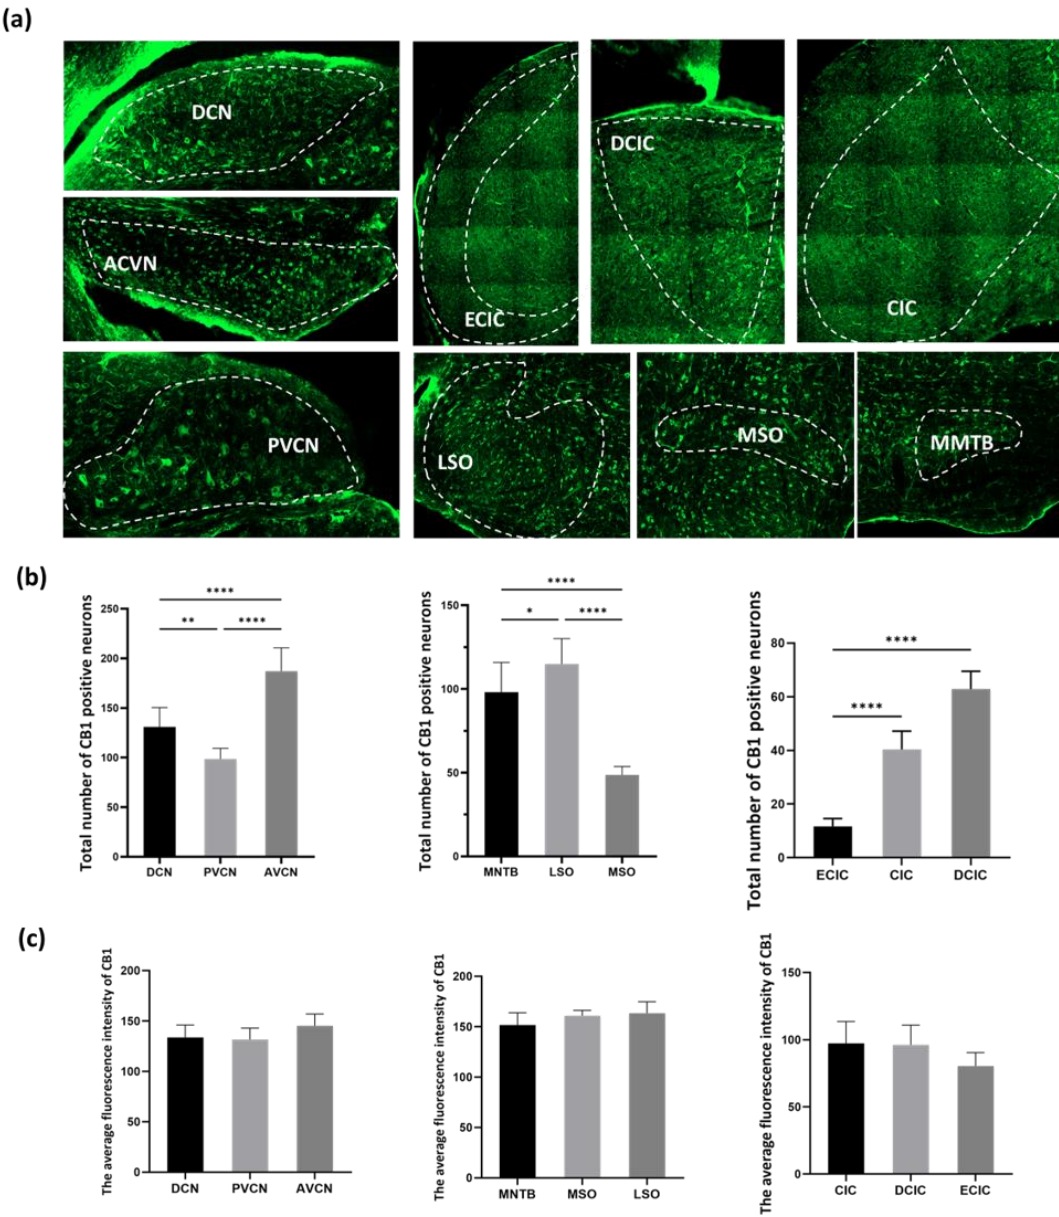 (a)
DCN
ACVN
PVCN
ECIC
DCIC
CIC
LSO
MSO
MMTB
(b)
Total number of CB1 positive neurons
250
200
150
100
50
0
****
**
****
DCN PVCN AVCN
Total number of CB1 positive neurons
150
100
50
0
****
*
****
MNTB LSO MSO
Total number of CB1 positive neurons
80
60
40
20
0
****
****
ECIC CIC DCIC
(c)
The average fluorescence intensity of CB1
200
150
100
50
0
DCN PVCN AVCN
The average fluorescence intensity of CB1
200
150
100
50
0
MNTB MSO LSO
The average fluorescence intensity of CB1
150
100
50
0
CIC DCIC ECIC